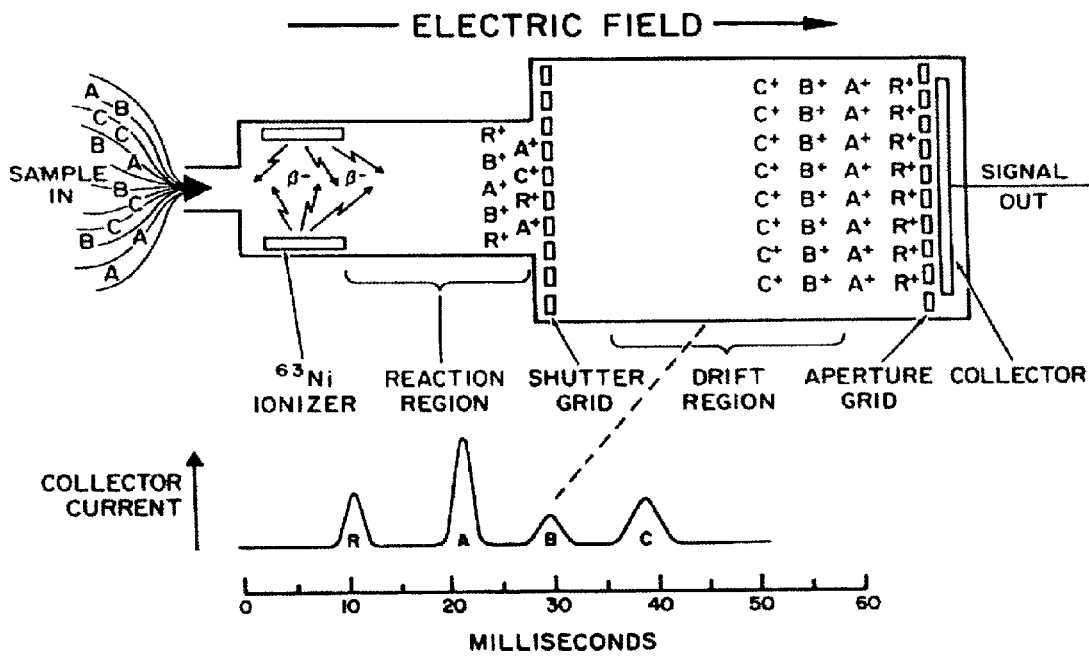 ELECTRIC FIELD
A
B
C
C
B
A
SAMPLE
IN
B
C
C
B
A
A
β- β-
R+
A+
B+
C+
A+
R+
B+
A+
R+
C+ B+ A+ R+
C+ B+ A+ R+
C+ B+ A+ R+
C+ B+ A+ R+
C+ B+ A+ R+
C+ B+ A+ R+
C+ B+ A+ R+
C+ B+ A+ R+
SIGNAL
OUT
63Ni
IONIZER
REACTION
REGION
SHUTTER
GRID
DRIFT
REGION
APERTURE
GRID
COLLECTOR
COLLECTOR
CURRENT
R A B C
0 10 20 30 40 50 60
MILLISECONDS